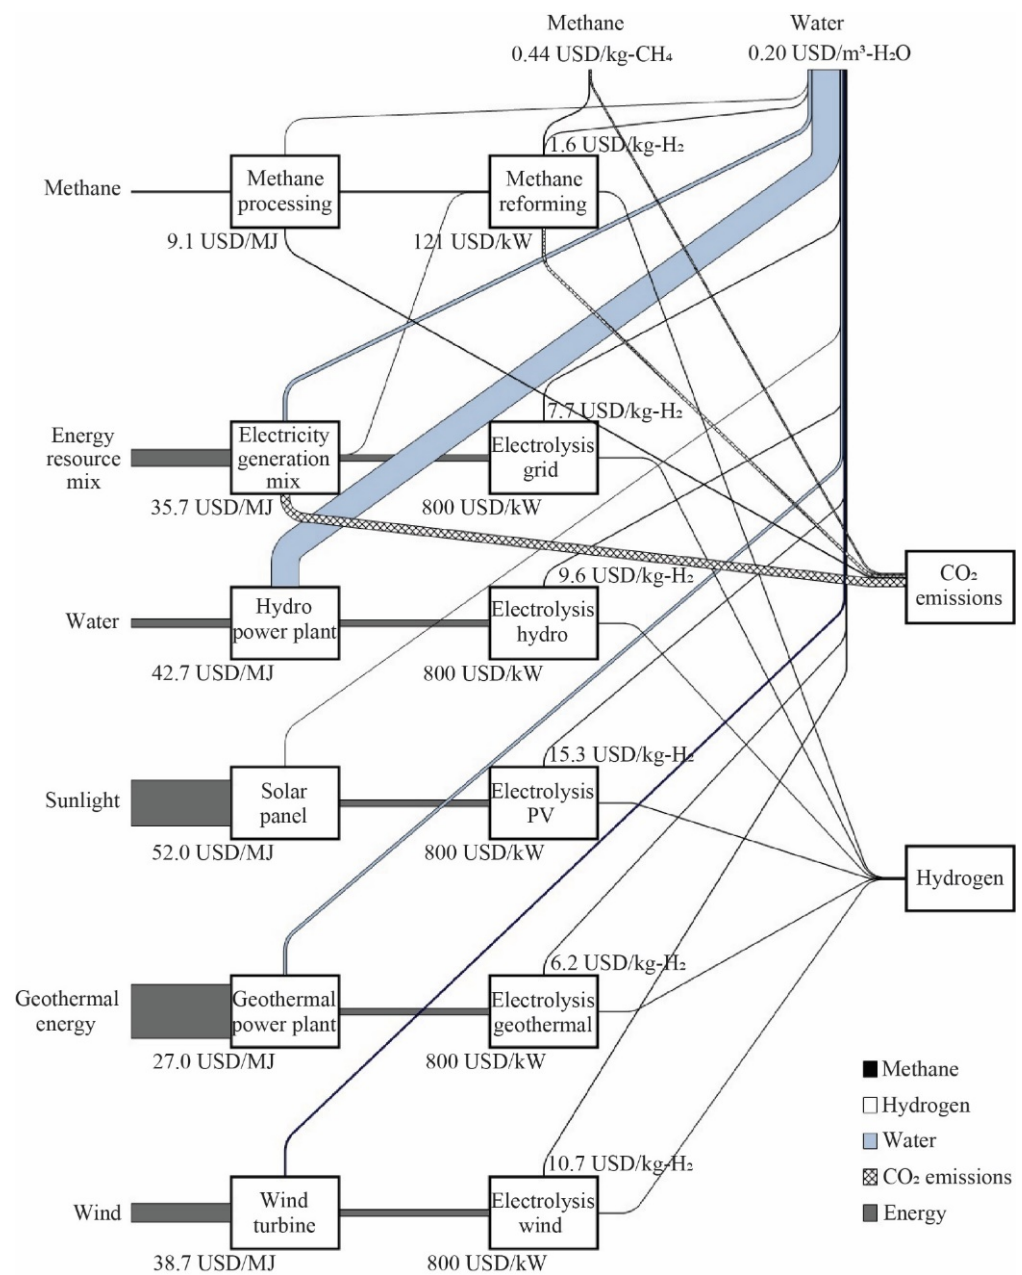 Methane
0.44 USD/kg-CH₄
Water
0.20 USD/m³-H₂O
1.6 USD/kg-H₂
Methane
Methane
processing
Methane
reforming
9.1 USD/MJ
121 USD/kW
7.7 USD/kg-H₂
Energy
resource
mix
Electricity
generation
mix
Electrolysis
grid
35.7 USD/MJ
800 USD/kW
CO₂
emissions
9.6 USD/kg-H₂
Water
Hydro
power plant
Electrolysis
hydro
42.7 USD/MJ
800 USD/kW
15.3 USD/kg-H₂
Sunlight
Solar
panel
Electrolysis
PV
52.0 USD/MJ
800 USD/kW
Hydrogen
6.2 USD/kg-H₂
Geothermal
energy
Geothermal
power plant
Electrolysis
geothermal
27.0 USD/MJ
800 USD/kW
10.7 USD/kg-H₂
Wind
Wind
turbine
Electrolysis
wind
38.7 USD/MJ
800 USD/kW
Methane
Hydrogen
Water
CO₂ emissions
Energy